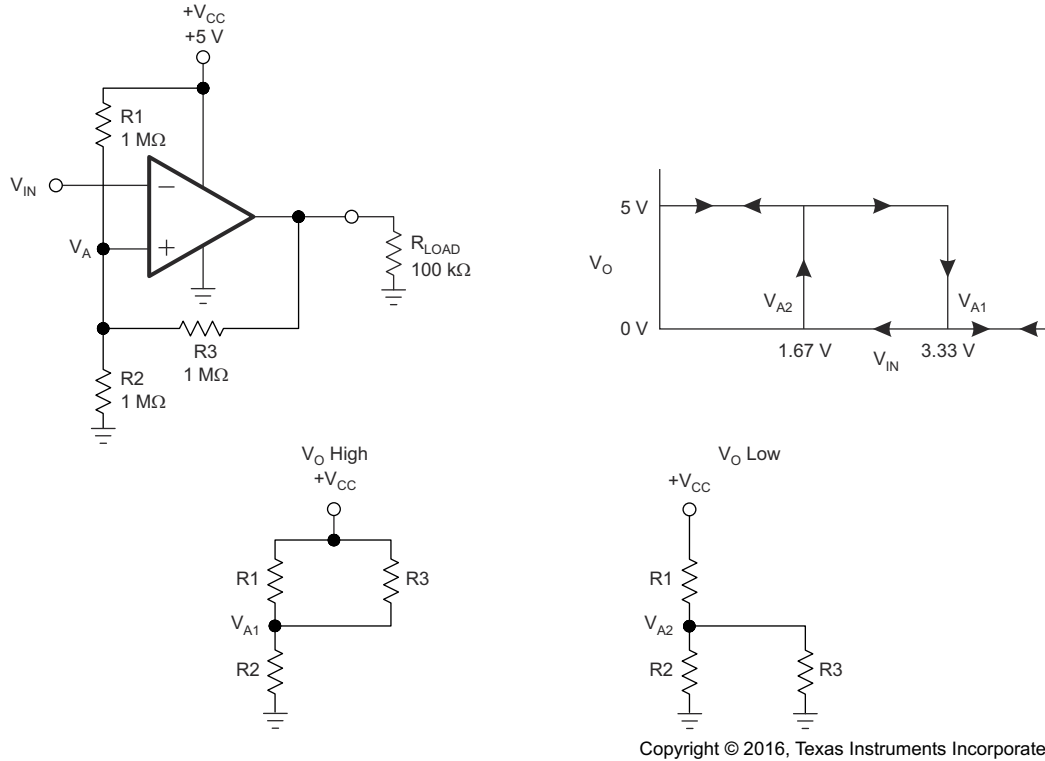 +VCC
+5 V
R1
1 MΩ
VIN
−
VA
+
RLOAD
100 kΩ
R3
1 MΩ
R2
1 MΩ
5 V
VO
VA2
VA1
0 V
1.67 V
VIN
3.33 V
VO High
+VCC
R1
R3
VA1
R2
VO Low
+VCC
R1
VA2
R2
R3
Copyright © 2016, Texas Instruments Incorporate